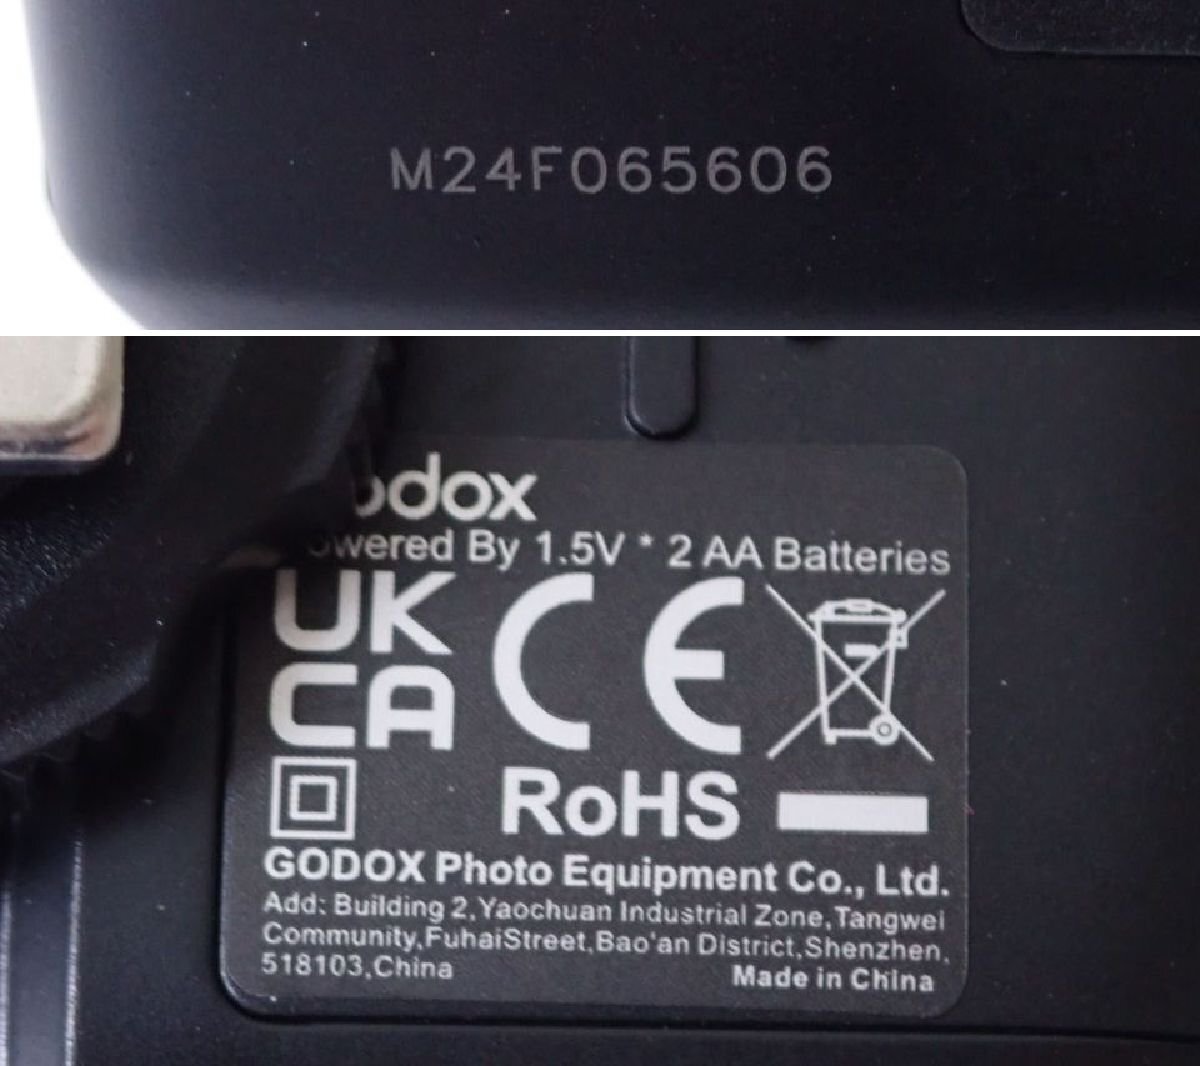 M24F065606
odox
owered By 1.5V * 2 AA Batteries
UK
CA
CE
RoHS
GODOX Photo Equipment Co., Ltd.
Add: Building 2,Yaochuan Industrial Zone,Tangwei
Community,FuhaiStreet,Bao'an District,Shenzhen,
518103,China
Made in China